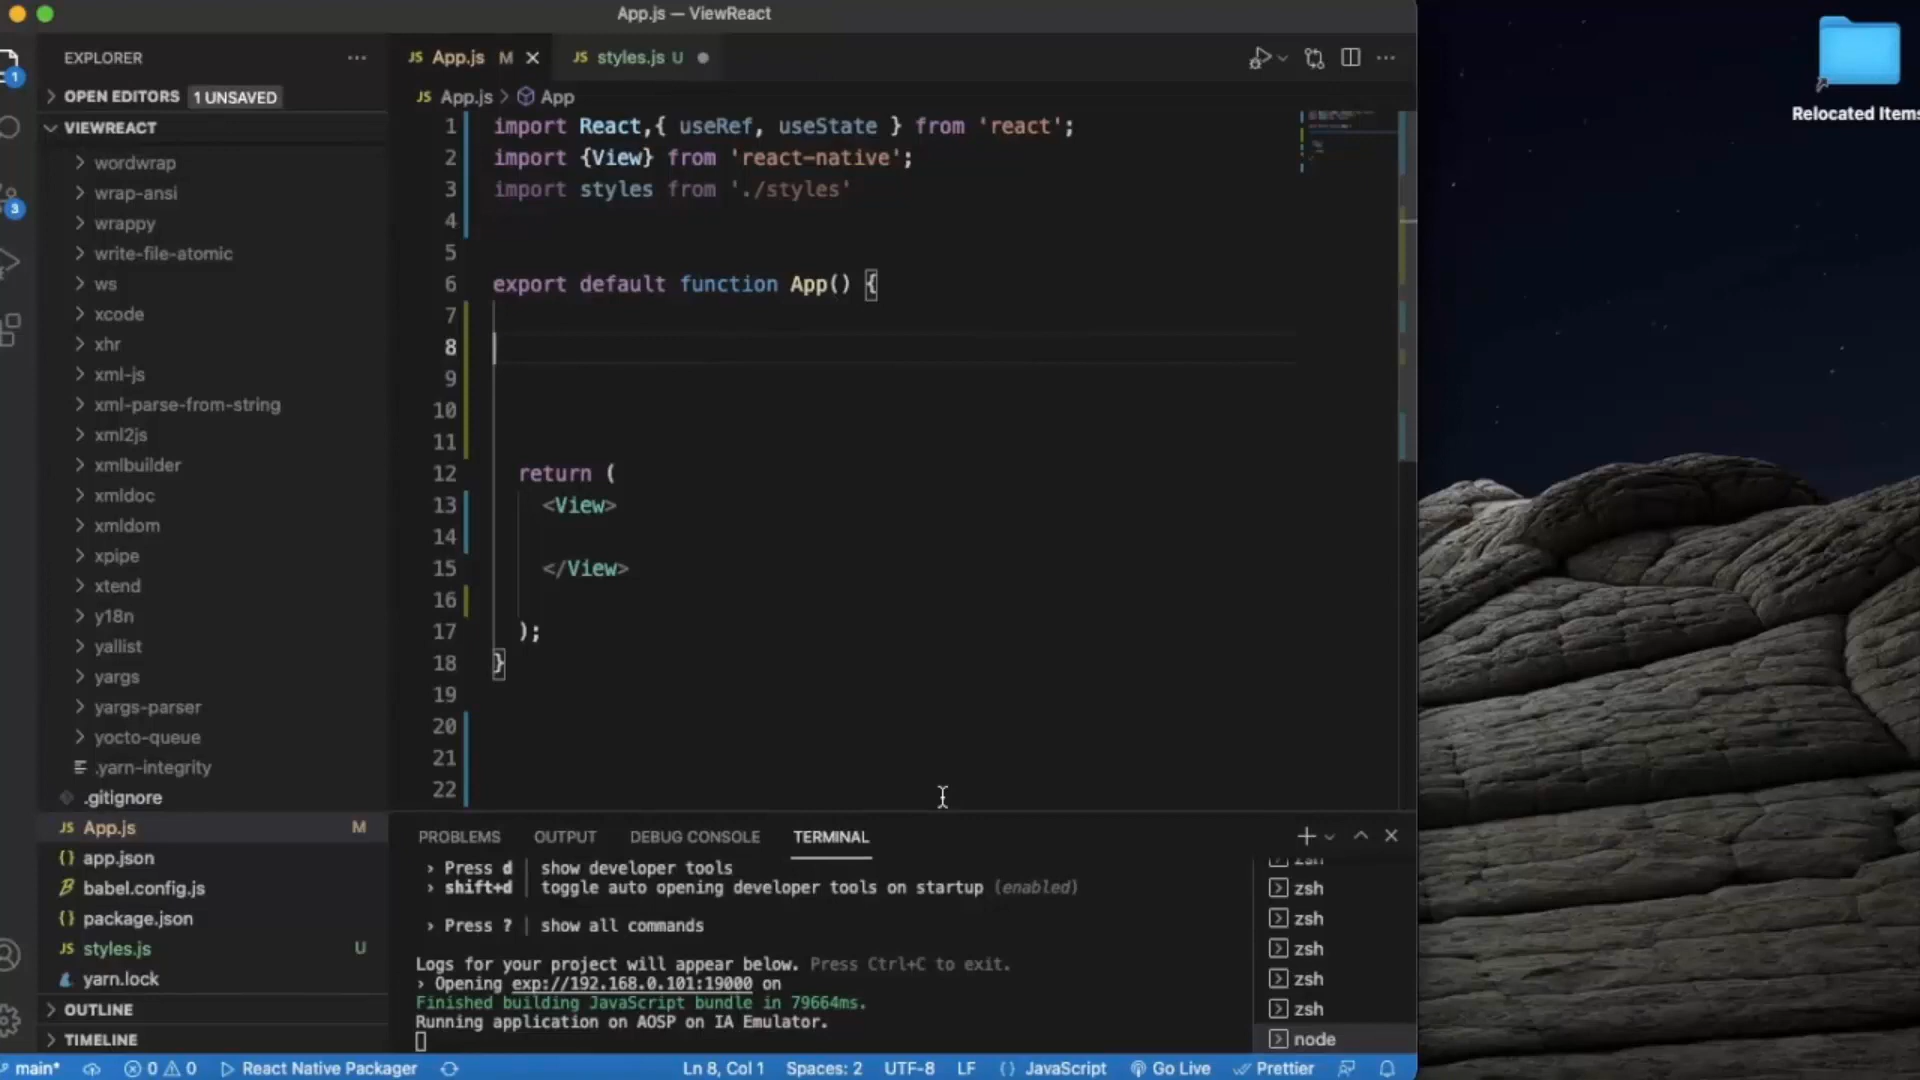 App.js — ViewReact
EXPLORER
OPEN EDITORS 1 UNSAVED
VIEWREACT
wordwrap
wrap-ansi
wrappy
write-file-atomic
ws
xcode
xhr
xml-js
xml-parse-from-string
xml2js
xmlbuilder
xmldoc
xmldom
xpipe
xtend
y18n
yallist
yargs
yargs-parser
yocto-queue
.yarn-integrity
.gitignore
JS App.js M
{} app.json
babel.config.js
{} package.json
JS styles.js U
yarn.lock
OUTLINE
TIMELINE
1
3
JS App.js M
JS styles.js U
JS App.js > App
1 import React,{ useRef, useState } from 'react';
2 import {View} from 'react-native';
3 import styles from './styles'
4
5
6 export default function App() {
7
8
9
10
11
12 return (
13 <View>
14
15 </View>
16
17 );
18 }
19
20
21
22
PROBLEMS OUTPUT DEBUG CONSOLE TERMINAL
› Press d │ show developer tools
› shift+d │ toggle auto opening developer tools on startup (enabled)
› Press ? │ show all commands
Logs for your project will appear below. Press Ctrl+C to exit.
› Opening exp://192.168.0.101:19000 on
Finished building JavaScript bundle in 79664ms.
Running application on AOSP on IA Emulator.
zsh
zsh
zsh
zsh
zsh
zsh
node
main* 0 0 React Native Packager
Ln 8, Col 1 Spaces: 2 UTF-8 LF {} JavaScript Go Live Prettier
Relocated Items